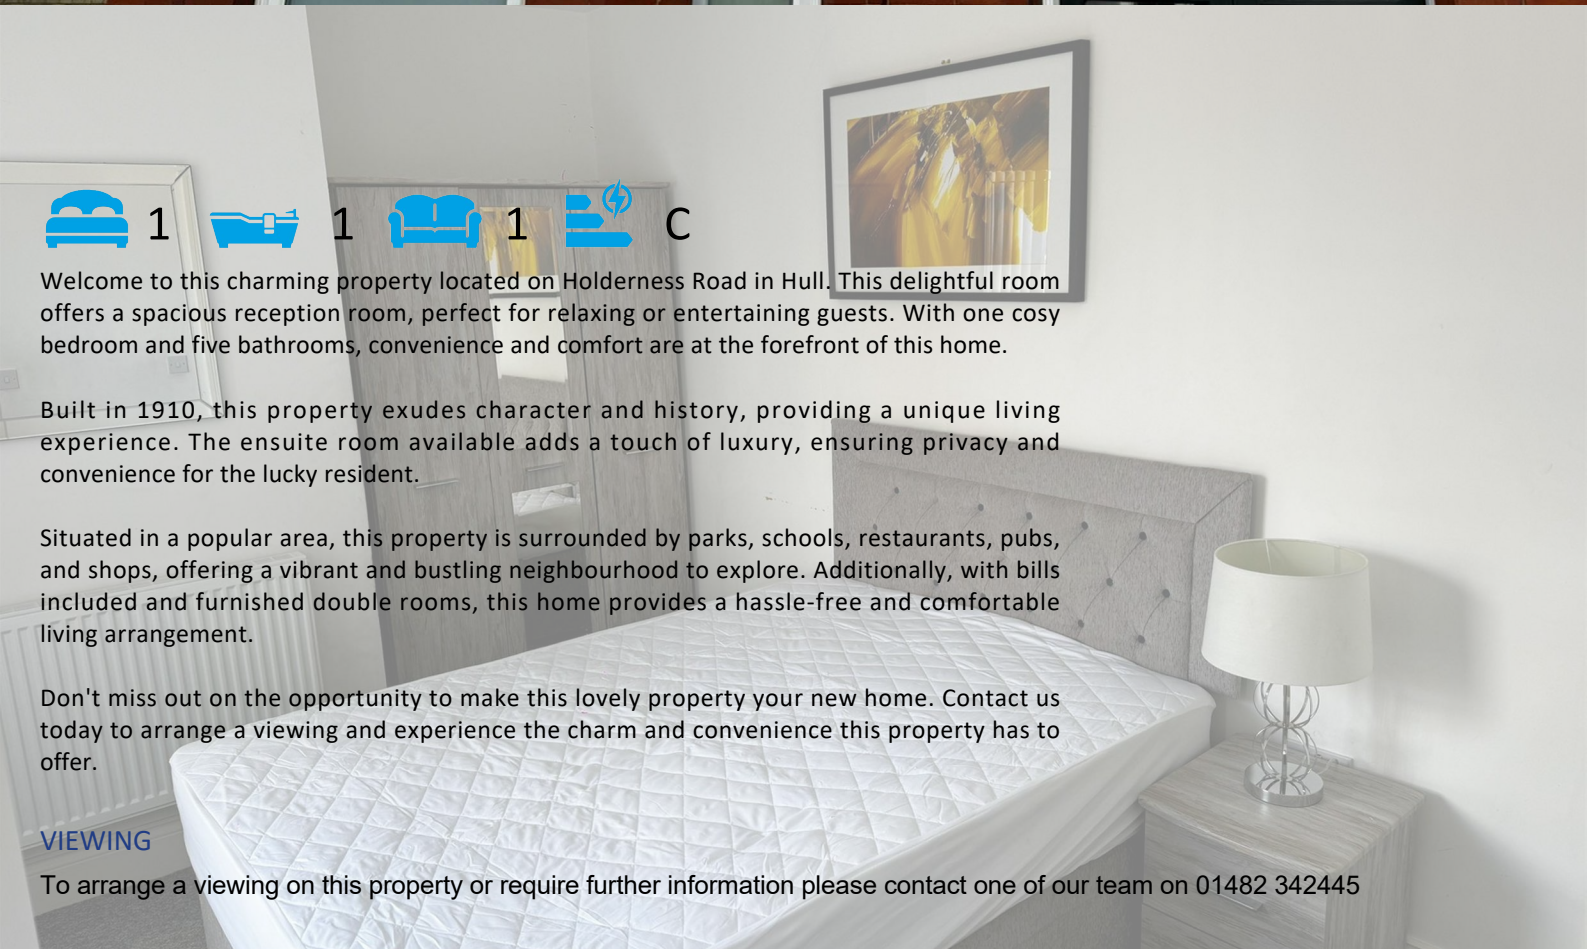 1 1 1 C
Welcome to this charming property located on Holderness Road in Hull. This delightful room
offers a spacious reception room, perfect for relaxing or entertaining guests. With one cosy
bedroom and five bathrooms, convenience and comfort are at the forefront of this home.
Built in 1910, this property exudes character and history, providing a unique living
experience. The ensuite room available adds a touch of luxury, ensuring privacy and
convenience for the lucky resident.
Situated in a popular area, this property is surrounded by parks, schools, restaurants, pubs,
and shops, offering a vibrant and bustling neighbourhood to explore. Additionally, with bills
included and furnished double rooms, this home provides a hassle-free and comfortable
living arrangement.
Don't miss out on the opportunity to make this lovely property your new home. Contact us
today to arrange a viewing and experience the charm and convenience this property has to
offer.
VIEWING
To arrange a viewing on this property or require further information please contact one of our team on 01482 342445